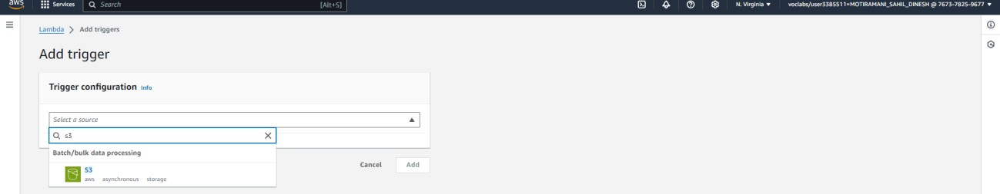 aws Services Search [Alt+S] N. Virginia voclabs/user3385511=MOTIRAMANI_SAHIL_DINESH @ 7673-7825-9677
Lambda > Add triggers
Add trigger
Trigger configuration Info
Select a source
s3
Batch/bulk data processing
S3
aws asynchronous storage
Cancel Add